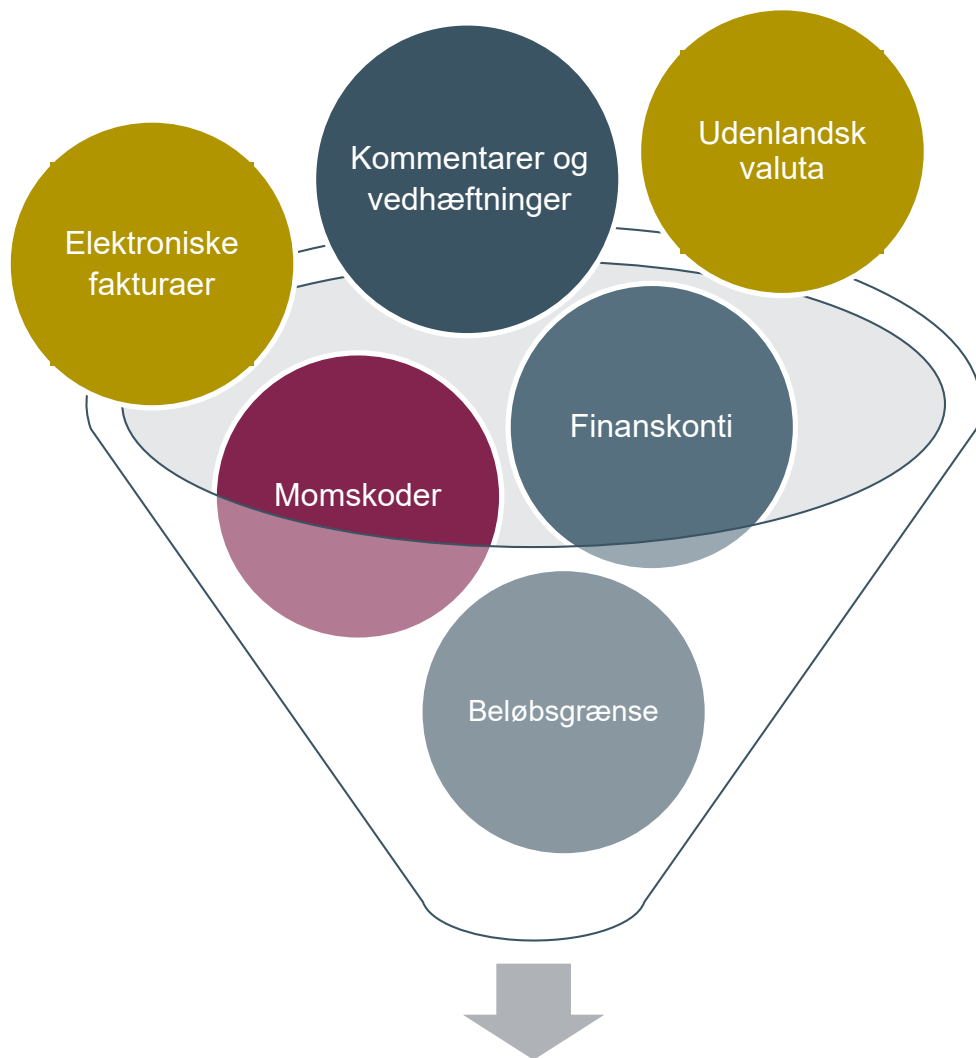 Udenlandsk
valuta
Kommentarer og
vedhæftninger
Elektroniske
fakturaer
Finanskonti
Momskoder
Beløbsgrænse